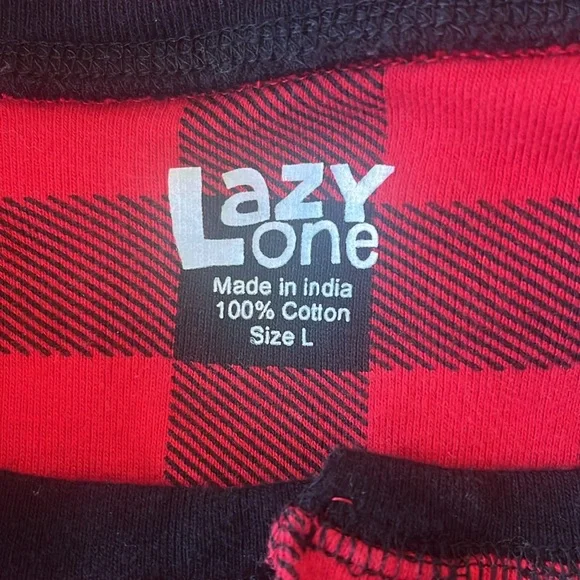 Lazy
one
Made in India
100% Cotton
Size L